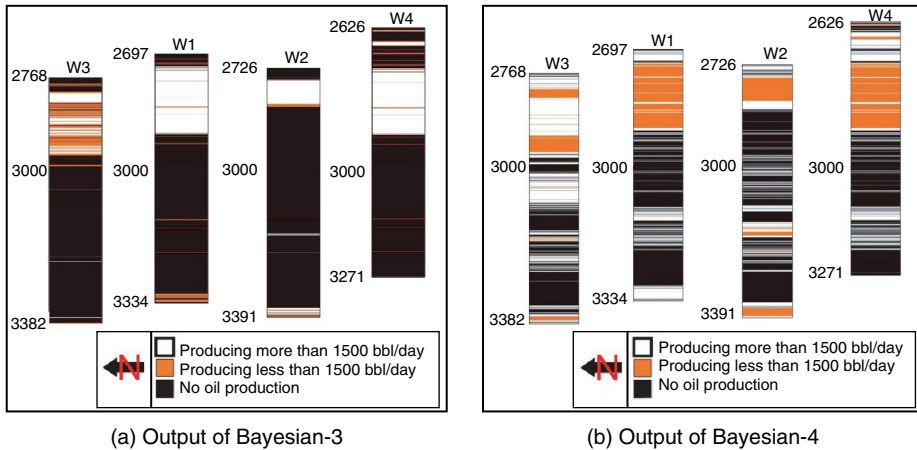 W4
2626
W1
2697
W2
2726
W3
2768
3000
3000
3000
3271
3334
3391
3382
N
Producing more than 1500 bbl/day
Producing less than 1500 bbl/day
No oil production
(a) Output of Bayesian-3
W4
2626
W1
2697
W2
2726
W3
2768
3000
3000
3000
3271
3334
3391
3382
N
Producing more than 1500 bbl/day
Producing less than 1500 bbl/day
No oil production
(b) Output of Bayesian-4